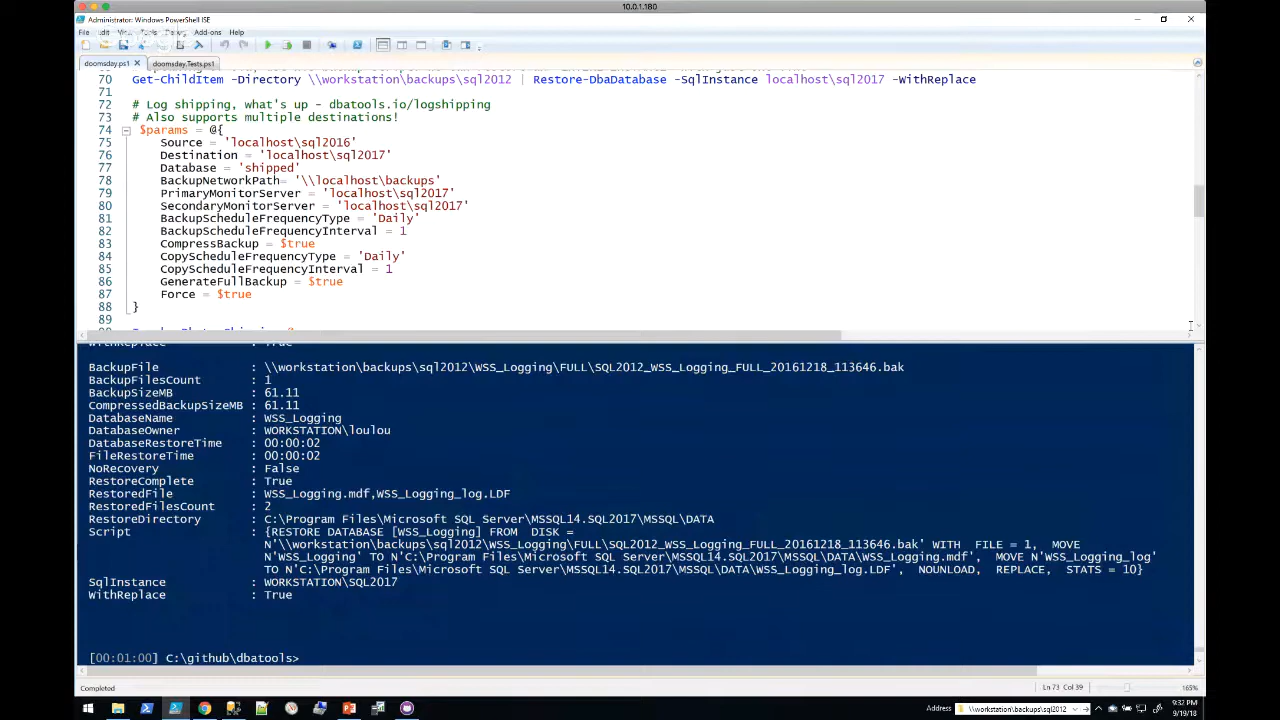 10.0.1.180
Administrator: Windows PowerShell ISE
File Edit View Tools Debug Add-ons Help
doomsday.ps1 doomsday.Tests.ps1
70 Get-ChildItem -Directory \\workstation\backups\sql2012 | Restore-DbaDatabase -SqlInstance localhost\sql2017 -WithReplace
71
72 # Log shipping, what's up - dbatools.io/logshipping
73 # Also supports multiple destinations!
74 $params = @{
75 Source = 'localhost\sql2016'
76 Destination = 'localhost\sql2017'
77 Database = 'shipped'
78 BackupNetworkPath= '\\localhost\backups'
79 PrimaryMonitorServer = 'localhost\sql2017'
80 SecondaryMonitorServer = 'localhost\sql2017'
81 BackupScheduleFrequencyType = 'Daily'
82 BackupScheduleFrequencyInterval = 1
83 CompressBackup = $true
84 CopyScheduleFrequencyType = 'Daily'
85 CopyScheduleFrequencyInterval = 1
86 GenerateFullBackup = $true
87 Force = $true
88 }
89
WithReplace : True
BackupFile : \\workstation\backups\sql2012\WSS_Logging\FULL\SQL2012_WSS_Logging_FULL_20161218_113646.bak
BackupFilesCount : 1
BackupSizeMB : 61.11
CompressedBackupSizeMB : 61.11
DatabaseName : WSS_Logging
DatabaseOwner : WORKSTATION\loulou
DatabaseRestoreTime : 00:00:02
FileRestoreTime : 00:00:02
NoRecovery : False
RestoreComplete : True
RestoredFile : WSS_Logging.mdf,WSS_Logging_log.LDF
RestoredFilesCount : 2
RestoreDirectory : C:\Program Files\Microsoft SQL Server\MSSQL14.SQL2017\MSSQL\DATA
Script : {RESTORE DATABASE [WSS_Logging] FROM DISK =
N'\\workstation\backups\sql2012\WSS_Logging\FULL\SQL2012_WSS_Logging_FULL_20161218_113646.bak' WITH FILE = 1, MOVE
N'WSS_Logging' TO N'C:\Program Files\Microsoft SQL Server\MSSQL14.SQL2017\MSSQL\DATA\WSS_Logging.mdf', MOVE N'WSS_Logging_log'
TO N'C:\Program Files\Microsoft SQL Server\MSSQL14.SQL2017\MSSQL\DATA\WSS_Logging_log.LDF', NOUNLOAD, REPLACE, STATS = 10}
SqlInstance : WORKSTATION\SQL2017
WithReplace : True
[00:01:00] C:\github\dbatools>
Completed Ln 73 Col 39 165%
Address \\workstation\backups\sql2012 9:32 PM
9/19/18